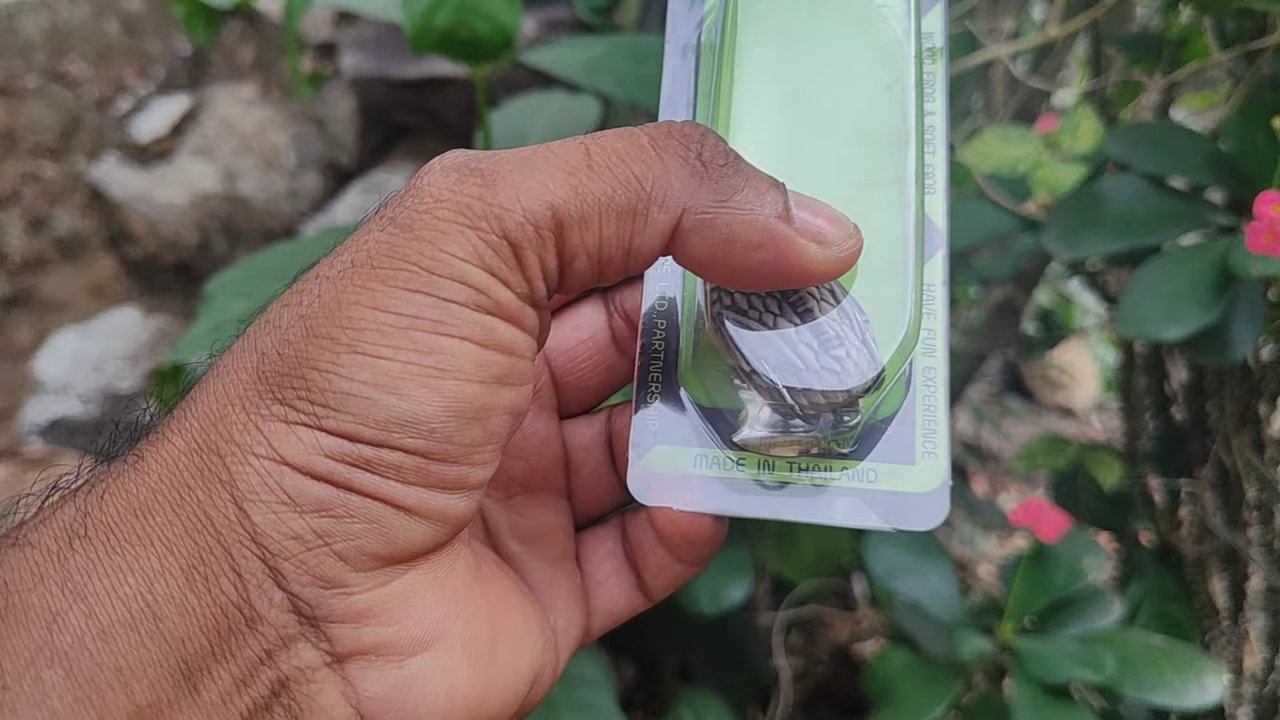 WOOD FROG & SOFT FROG
HAVE FUN EXPERIENCE
LTD.,PARTNERSHIP
MADE IN THAILAND